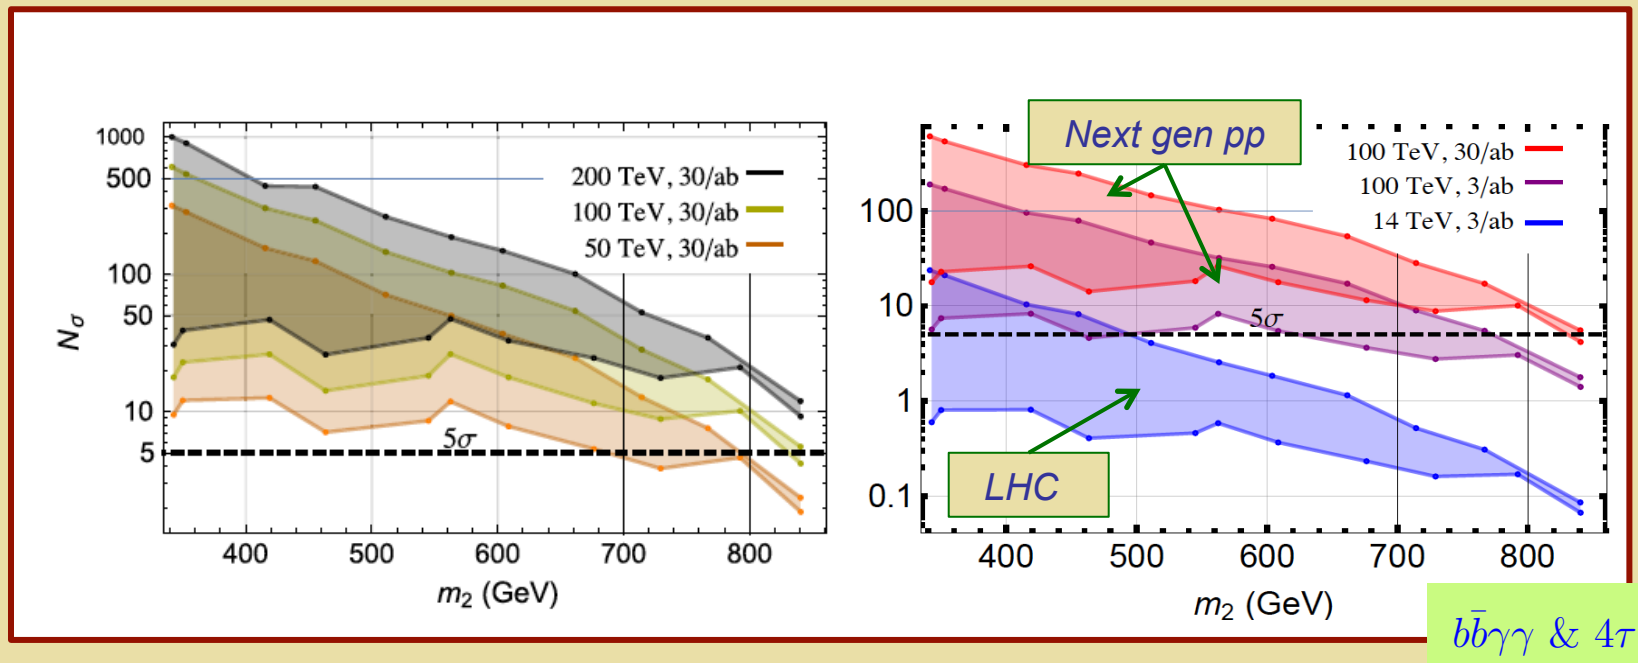 1000
500
100
50
10
5
N_σ
200 TeV, 30/ab
100 TeV, 30/ab
50 TeV, 30/ab
5σ
400 500 600 700 800
m₂ (GeV)
Next gen pp
100 TeV, 30/ab
100 TeV, 3/ab
14 TeV, 3/ab
100
10
1
0.1
5σ
LHC
400 500 600 700 800
m₂ (GeV)
bb̄γγ & 4τ